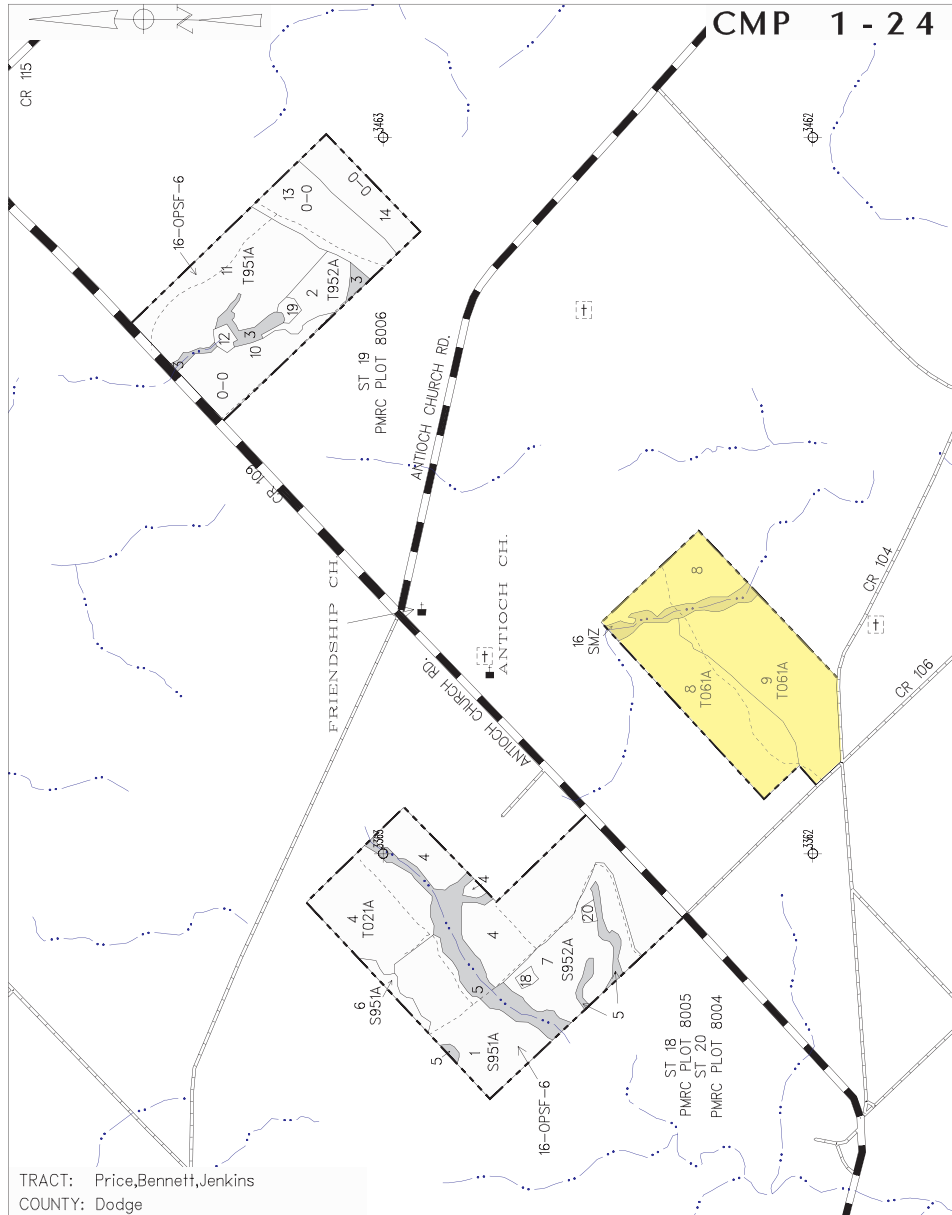 CMP 1-24
N
CR 115
3463
3462
16-OPSF-6
13
0-0
0-0
14
11
T951A
2
T952A
3
19
12
3
10
3
0-0
ST 19
PMRC PLOT 8006
ANTIOCH CHURCH RD.
CR 109
FRIENDSHIP CH.
ANTIOCH CH.
ANTIOCH CHURCH RD.
8
16
SMZ
8
T061A
9
T061A
CR 104
CR 106
3362
4
4
T021A
4
4
6
S951A
5
7
S952A
18
20
5
5
1
S951A
16-OPSF-6
ST 18
PMRC PLOT 8005
ST 20
PMRC PLOT 8004
TRACT: Price,Bennett,Jenkins
COUNTY: Dodge